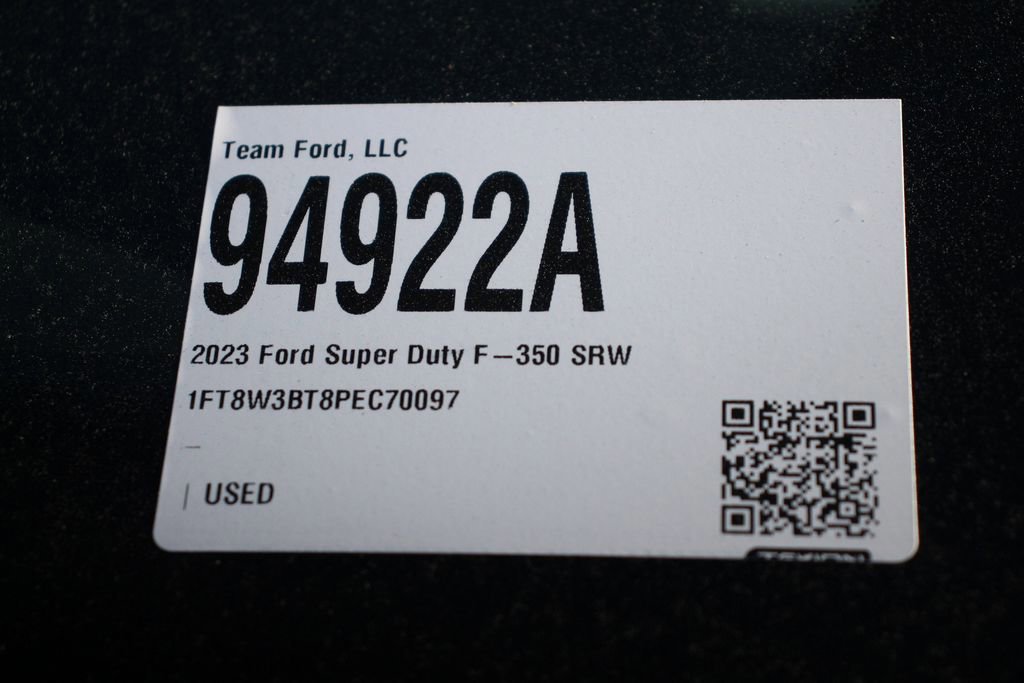 Team Ford, LLC
94922A
2023 Ford Super Duty F–350 SRW
1FT8W3BT8PEC70097
–
| USED